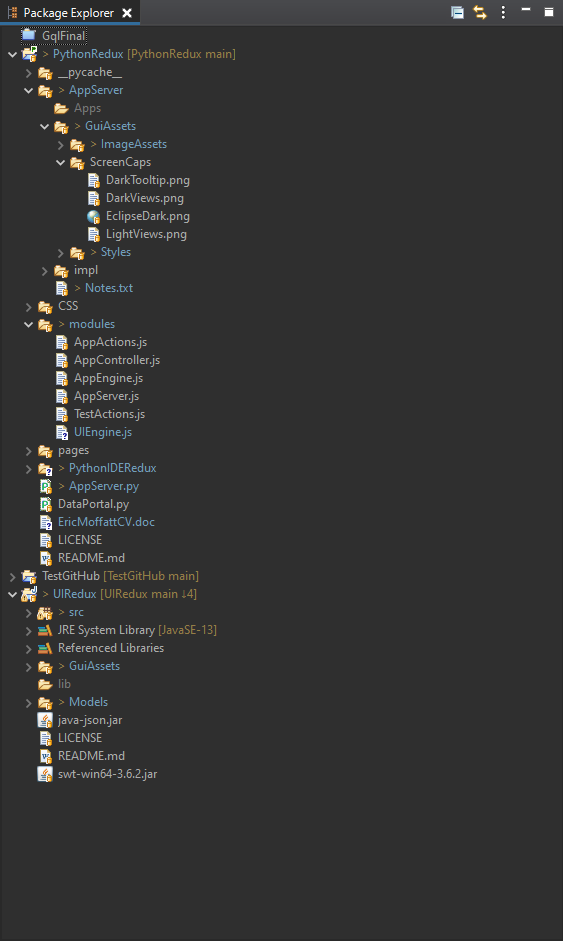 Package Explorer
GqlFinal
> PythonRedux [PythonRedux main]
__pycache__
> AppServer
Apps
> GuiAssets
> ImageAssets
ScreenCaps
DarkTooltip.png
DarkViews.png
EclipseDark.png
LightViews.png
> Styles
impl
> Notes.txt
CSS
> modules
AppActions.js
AppController.js
AppEngine.js
AppServer.js
TestActions.js
UIEngine.js
pages
> PythonIDERedux
> AppServer.py
DataPortal.py
EricMoffattCV.doc
LICENSE
README.md
TestGitHub [TestGitHub main]
> UIRedux [UIRedux main ↓4]
> src
JRE System Library [JavaSE-13]
Referenced Libraries
> GuiAssets
lib
> Models
java-json.jar
LICENSE
README.md
swt-win64-3.6.2.jar